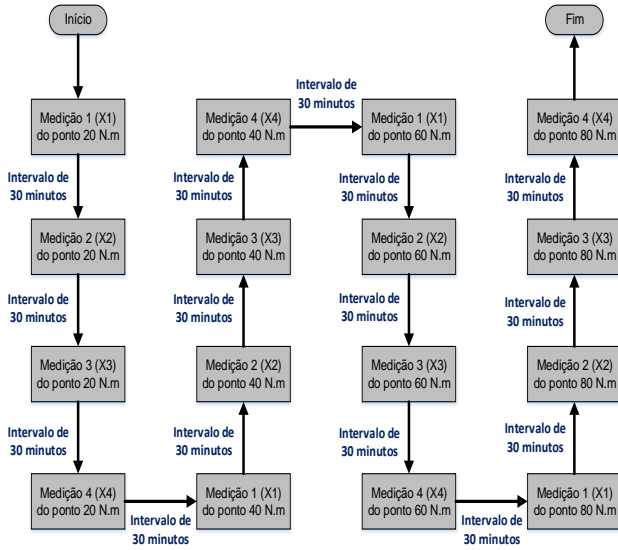 Início
Medição 1 (X1)
do ponto 20 N.m
Intervalo de
30 minutos
Medição 2 (X2)
do ponto 20 N.m
Intervalo de
30 minutos
Medição 3 (X3)
do ponto 20 N.m
Intervalo de
30 minutos
Medição 4 (X4)
do ponto 20 N.m
Intervalo de
30 minutos
Medição 1 (X1)
do ponto 40 N.m
Intervalo de
30 minutos
Medição 2 (X2)
do ponto 40 N.m
Intervalo de
30 minutos
Medição 3 (X3)
do ponto 40 N.m
Intervalo de
30 minutos
Medição 4 (X4)
do ponto 40 N.m
Intervalo de
30 minutos
Medição 1 (X1)
do ponto 60 N.m
Intervalo de
30 minutos
Medição 2 (X2)
do ponto 60 N.m
Intervalo de
30 minutos
Medição 3 (X3)
do ponto 60 N.m
Intervalo de
30 minutos
Medição 4 (X4)
do ponto 60 N.m
Intervalo de
30 minutos
Medição 1 (X1)
do ponto 80 N.m
Intervalo de
30 minutos
Medição 2 (X2)
do ponto 80 N.m
Intervalo de
30 minutos
Medição 3 (X3)
do ponto 80 N.m
Intervalo de
30 minutos
Medição 4 (X4)
do ponto 80 N.m
Fim